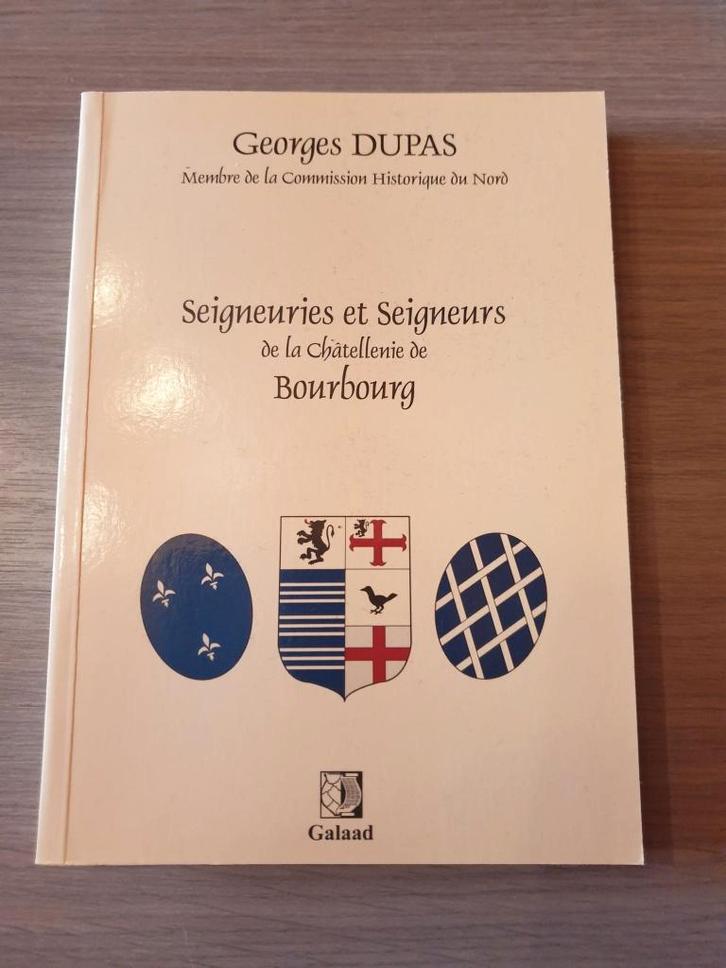 Georges DUPAS
Membre de la Commission Historique du Nord
Seigneuries et Seigneurs
de la Châtellenie de
Bourbourg
Galaad